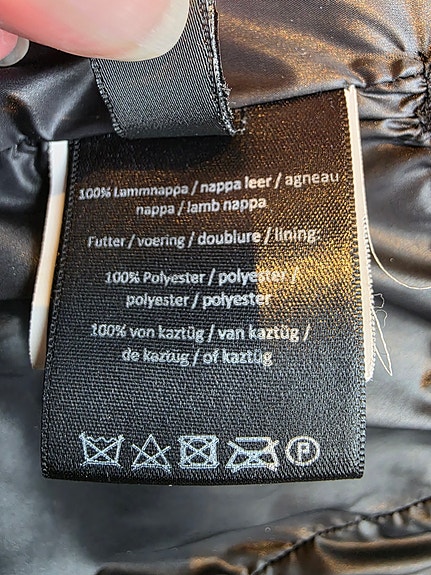 100% Lammnappa / nappa leer / agneau
nappa / lamb nappa
Futter / voering / doublure / lining:
100% Polyester / polyester /
polyester / polyester
100% von kaztüg / van kaztüg /
de kaztug / of kaztüg
P